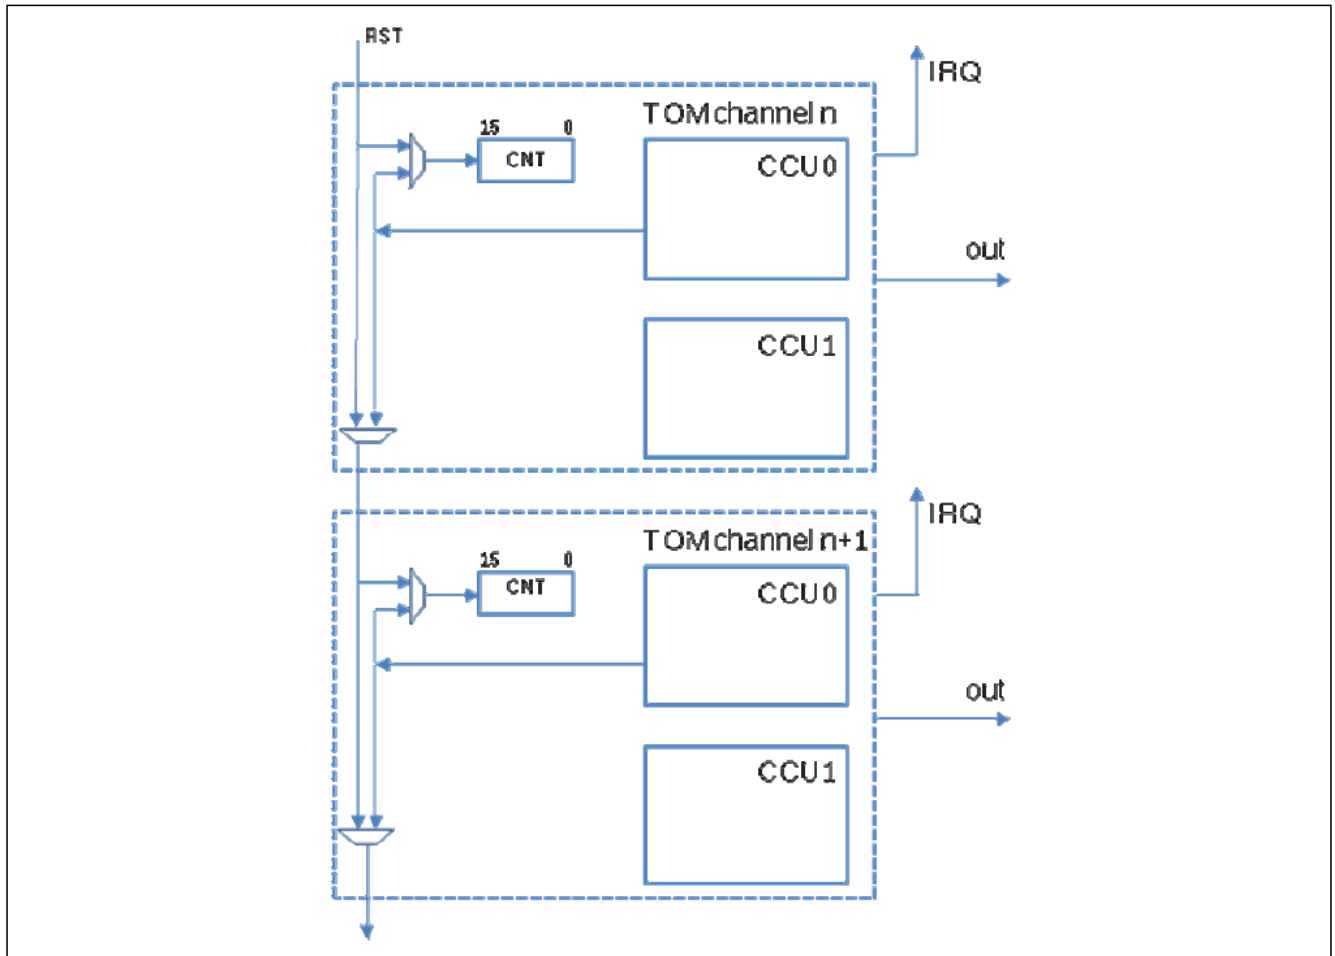 RST
IRQ
TOM channel n
15 0
CNT
CCU0
out
CCU1
IRQ
TOM channel n+1
15 0
CNT
CCU0
out
CCU1